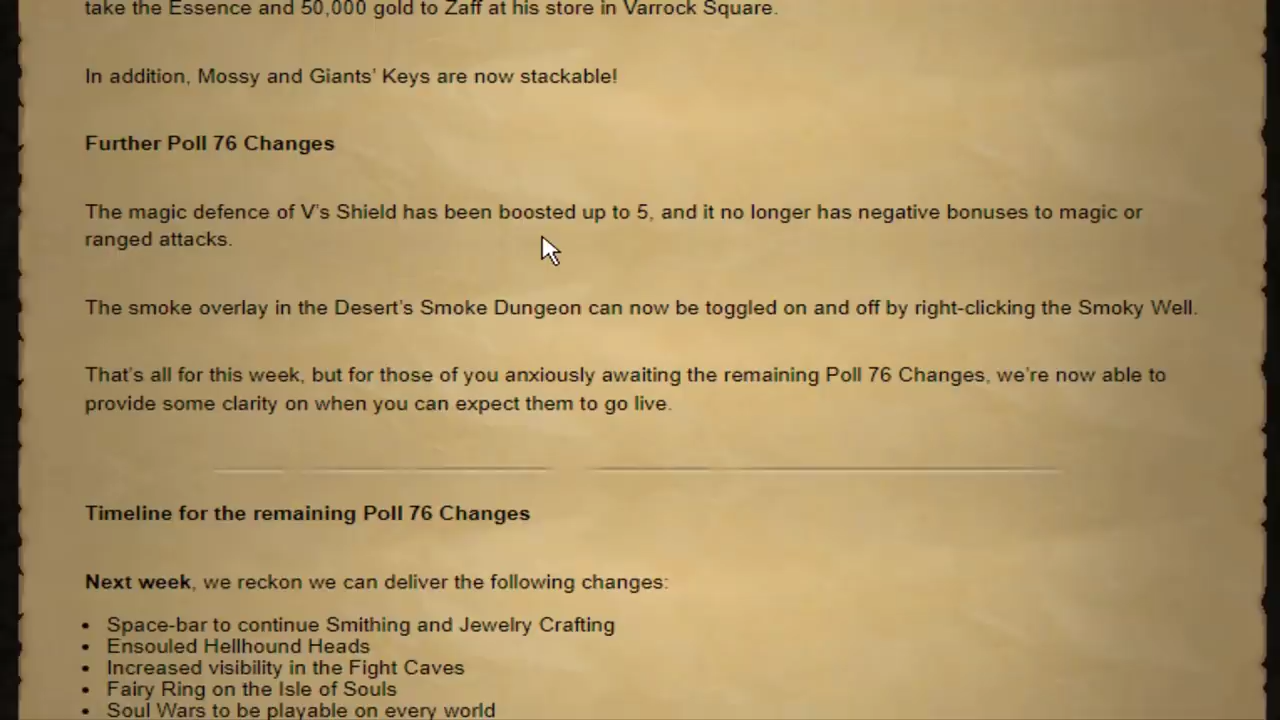 take the Essence and 50,000 gold to Zaff at his store in Varrock Square.
In addition, Mossy and Giants' Keys are now stackable!
Further Poll 76 Changes
The magic defence of V's Shield has been boosted up to 5, and it no longer has negative bonuses to magic or
ranged attacks.
The smoke overlay in the Desert's Smoke Dungeon can now be toggled on and off by right-clicking the Smoky Well.
That's all for this week, but for those of you anxiously awaiting the remaining Poll 76 Changes, we're now able to
provide some clarity on when you can expect them to go live.
Timeline for the remaining Poll 76 Changes
Next week, we reckon we can deliver the following changes:
• Space-bar to continue Smithing and Jewelry Crafting
• Ensouled Hellhound Heads
• Increased visibility in the Fight Caves
• Fairy Ring on the Isle of Souls
• Soul Wars to be playable on every world